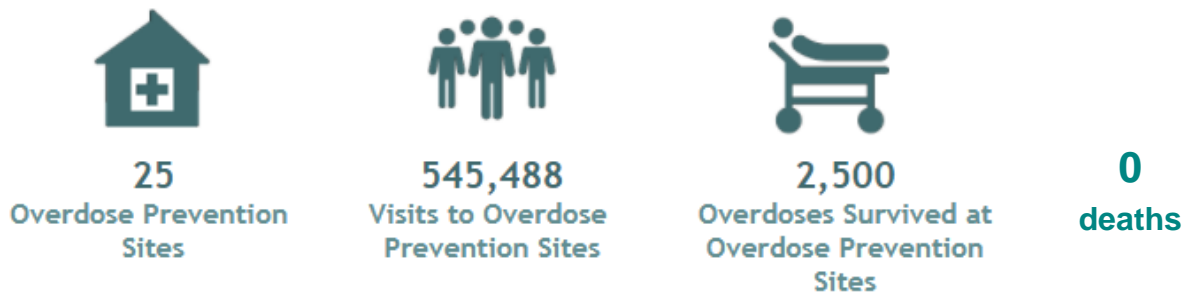 25
Overdose Prevention
Sites
545,488
Visits to Overdose
Prevention Sites
2,500
Overdoses Survived at
Overdose Prevention
Sites
0
deaths